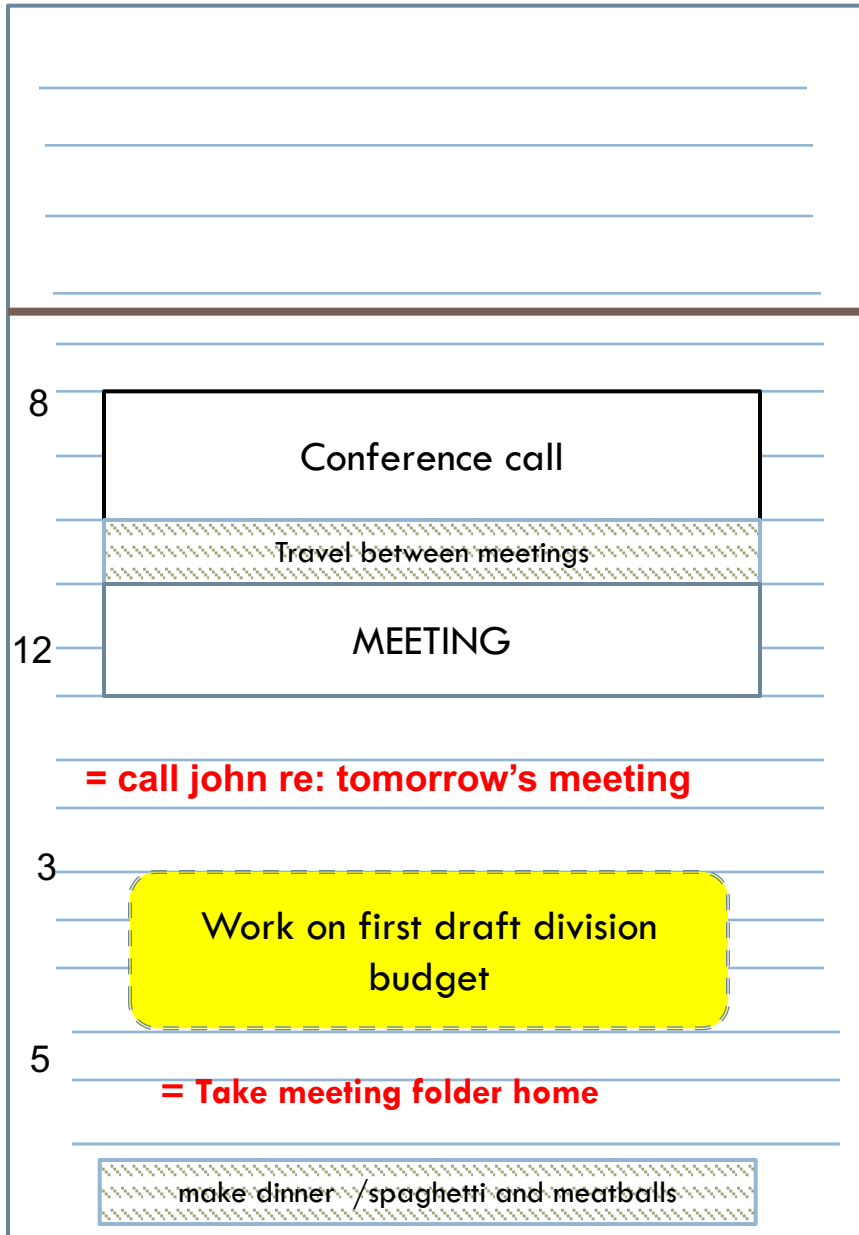 8
Conference call
Travel between meetings
12
MEETING
= call john re: tomorrow’s meeting
3
Work on first draft division
budget
5
= Take meeting folder home
make dinner /spaghetti and meatballs